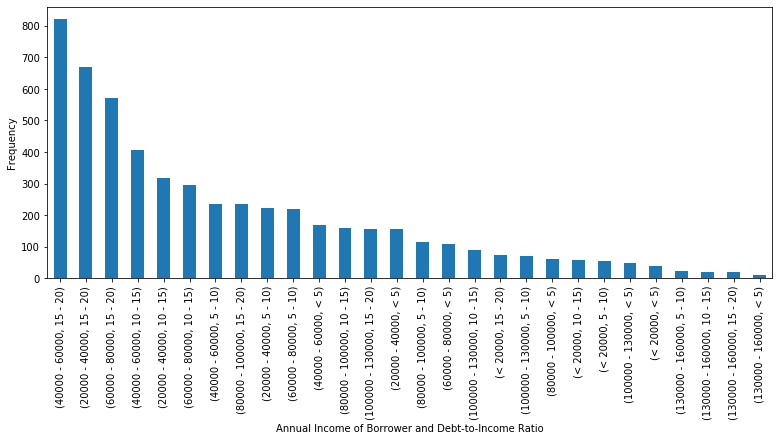 800
700
600
500
400
300
200
100
0
Frequency
(40000 - 60000, 15 - 20)
(20000 - 40000, 15 - 20)
(60000 - 80000, 15 - 20)
(40000 - 60000, 10 - 15)
(20000 - 40000, 10 - 15)
(60000 - 80000, 10 - 15)
(40000 - 60000, 5 - 10)
(80000 - 100000, 15 - 20)
(20000 - 40000, 5 - 10)
(60000 - 80000, 5 - 10)
(40000 - 60000, < 5)
(80000 - 100000, 10 - 15)
(100000 - 130000, 15 - 20)
(20000 - 40000, < 5)
(80000 - 100000, 5 - 10)
(60000 - 80000, < 5)
(100000 - 130000, 10 - 15)
(< 20000, 15 - 20)
(100000 - 130000, 5 - 10)
(80000 - 100000, < 5)
(< 20000, 10 - 15)
(< 20000, 5 - 10)
(100000 - 130000, < 5)
(< 20000, < 5)
(130000 - 160000, 5 - 10)
(130000 - 160000, 10 - 15)
(130000 - 160000, 15 - 20)
(130000 - 160000, < 5)
Annual Income of Borrower and Debt-to-Income Ratio